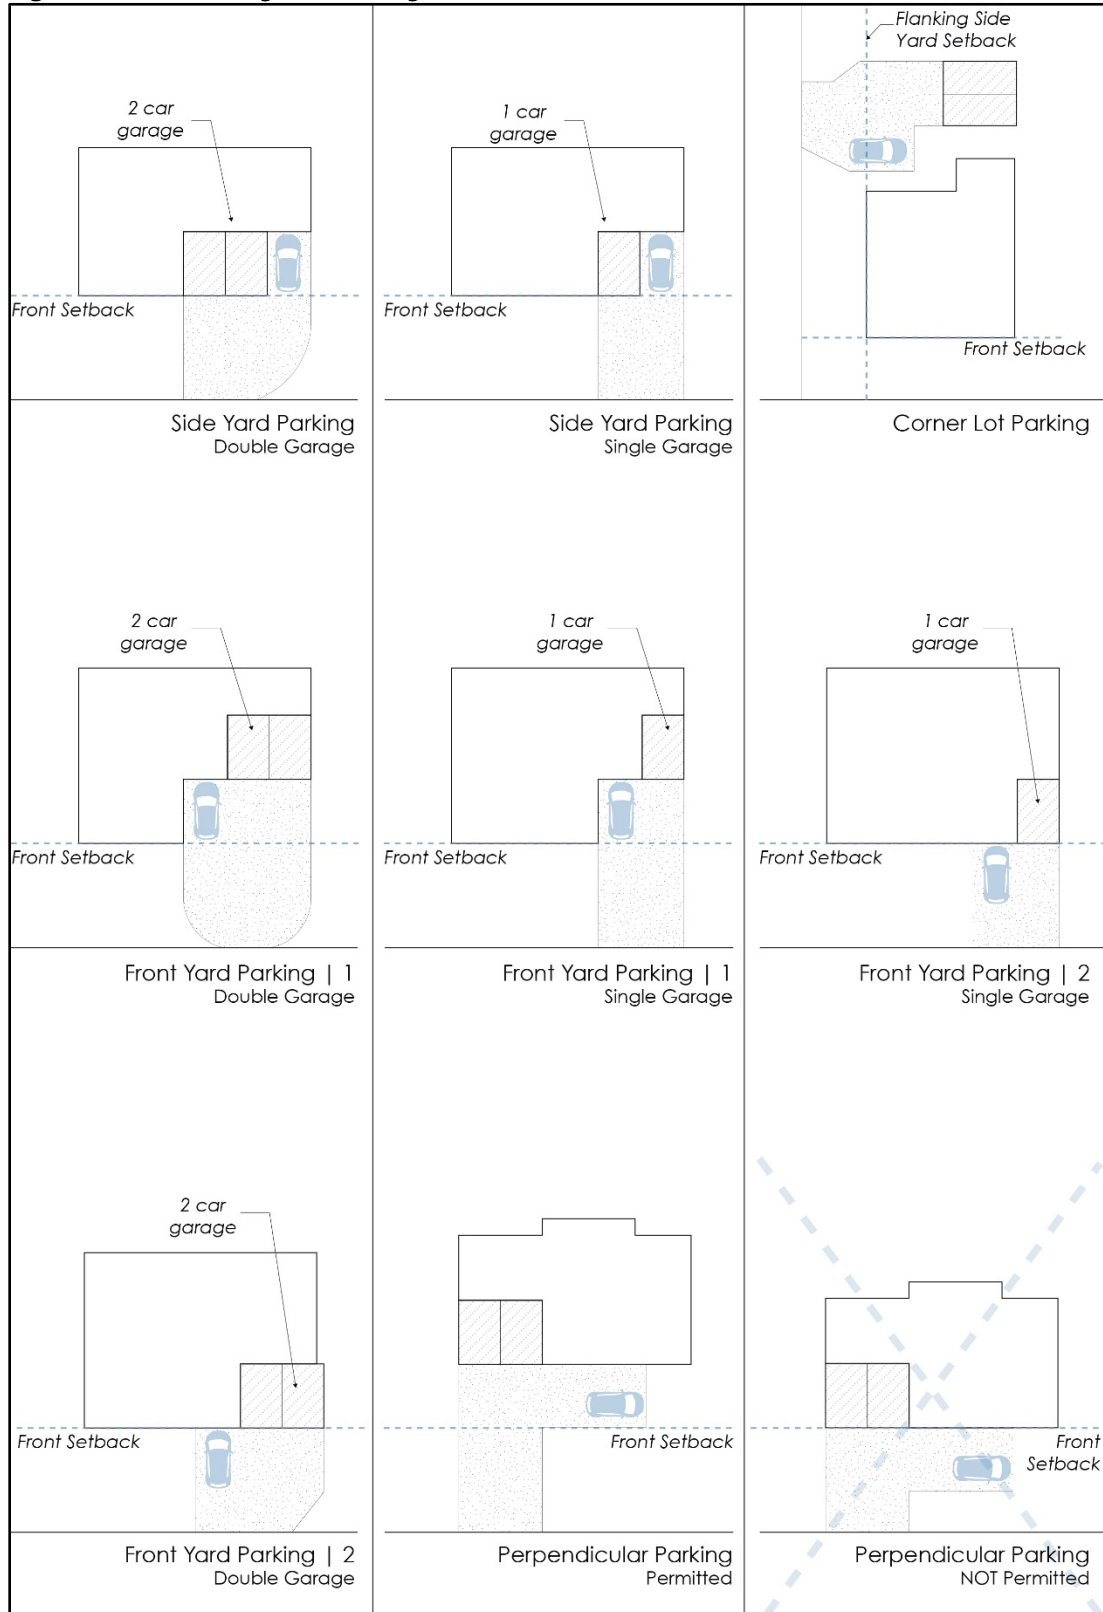 2 car
garage
Front Setback
Side Yard Parking
Double Garage
1 car
garage
Front Setback
Side Yard Parking
Single Garage
Flanking Side
Yard Setback
Front Setback
Corner Lot Parking
2 car
garage
Front Setback
Front Yard Parking | 1
Double Garage
1 car
garage
Front Setback
Front Yard Parking | 1
Single Garage
1 car
garage
Front Setback
Front Yard Parking | 2
Single Garage
2 car
garage
Front Setback
Front Yard Parking | 2
Double Garage
Front Setback
Perpendicular Parking
Permitted
Front
Setback
Perpendicular Parking
NOT Permitted